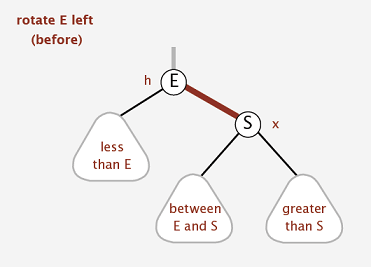 rotate E left
(before)
h
E
S
x
less
than E
between
E and S
greater
than S